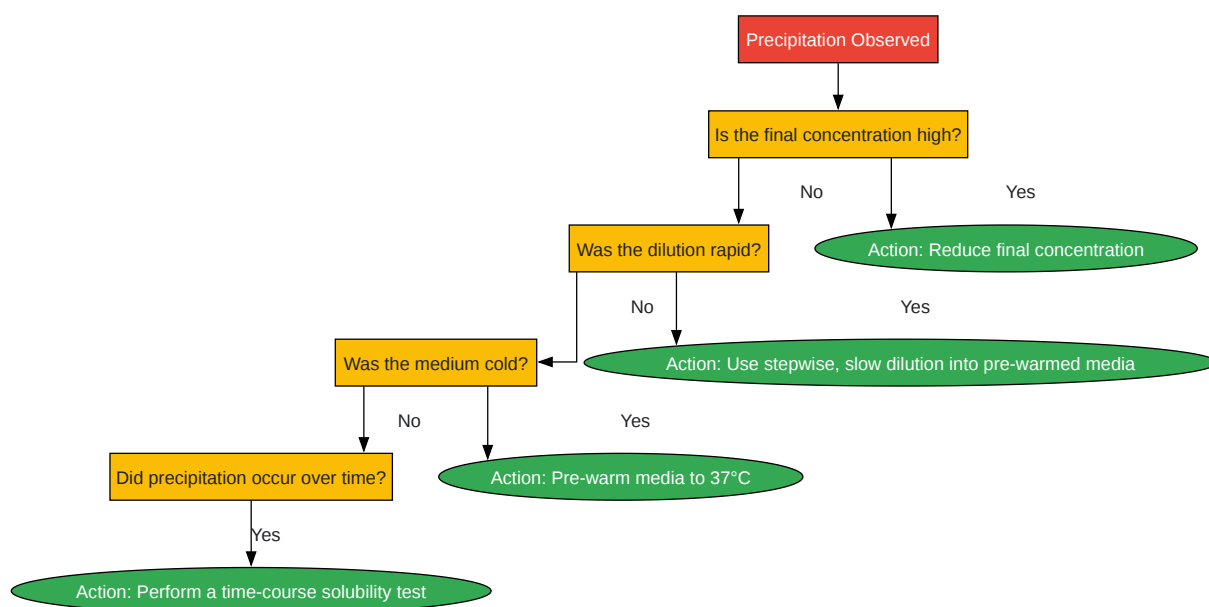 Precipitation Observed
Is the final concentration high?
No
Yes
Was the dilution rapid?
Action: Reduce final concentration
No
Yes
Was the medium cold?
Action: Use stepwise, slow dilution into pre-warmed media
No
Yes
Did precipitation occur over time?
Action: Pre-warm media to 37°C
Yes
Action: Perform a time-course solubility test